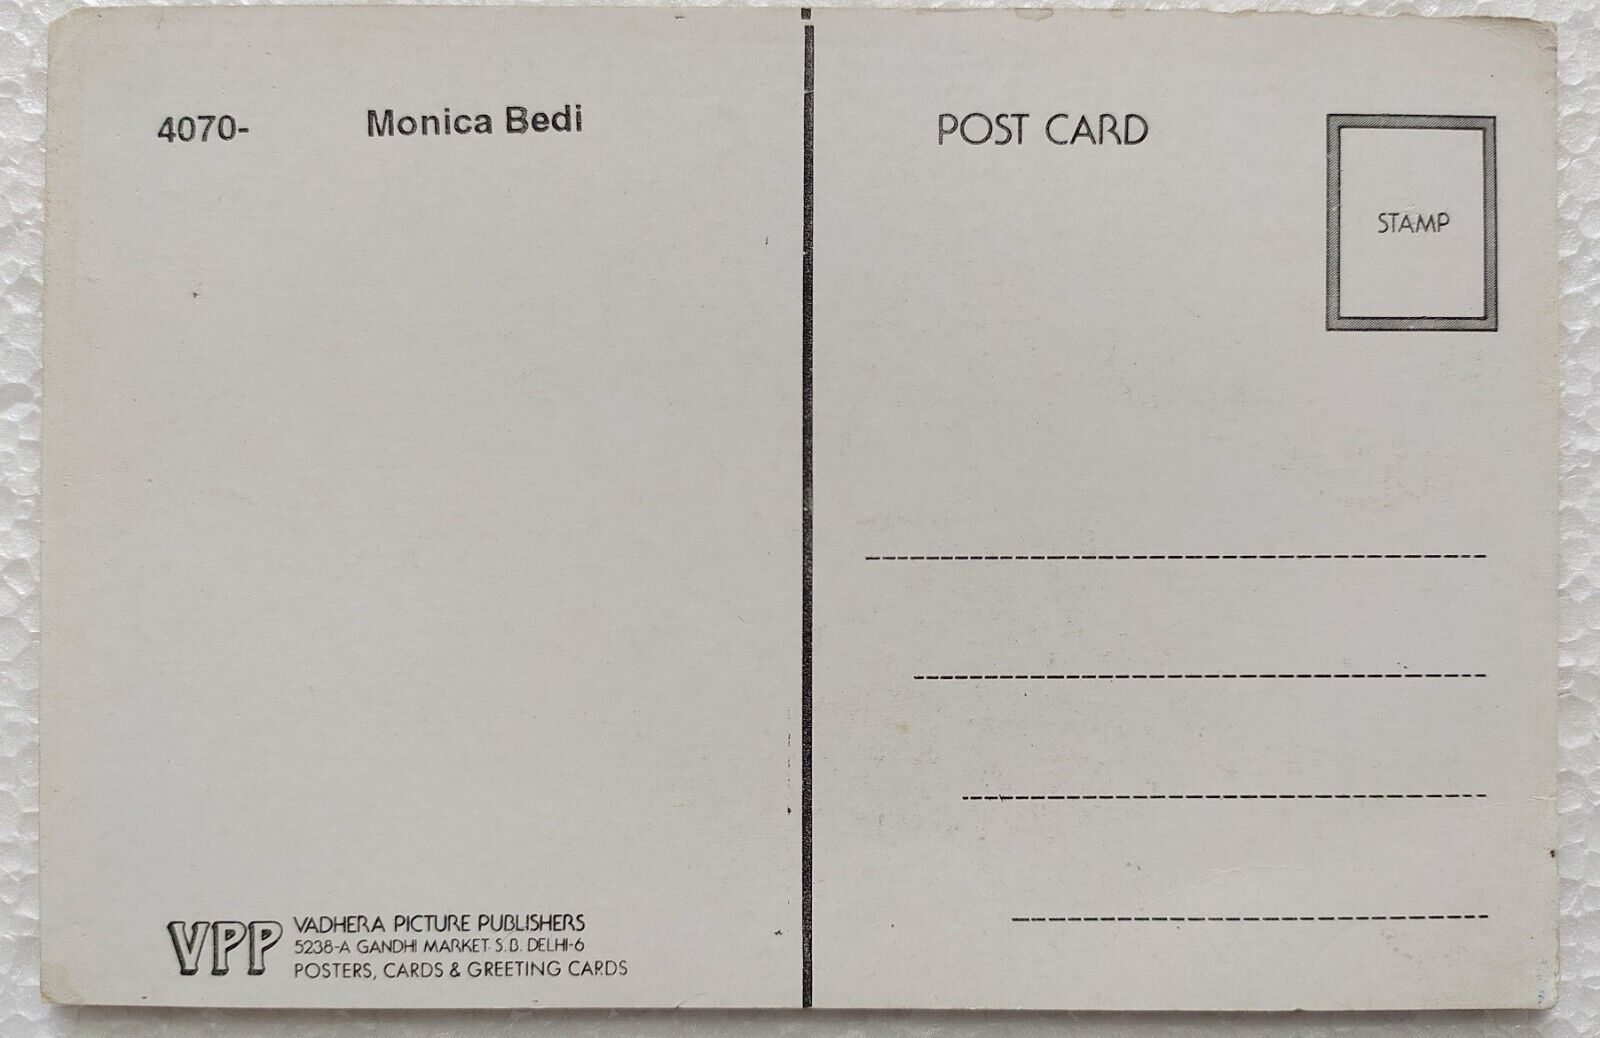 4070- Monica Bedi
POST CARD
STAMP
VPP
VADHERA PICTURE PUBLISHERS
5238-A GANDHI MARKET S.B. DELHI-6
POSTERS, CARDS & GREETING CARDS